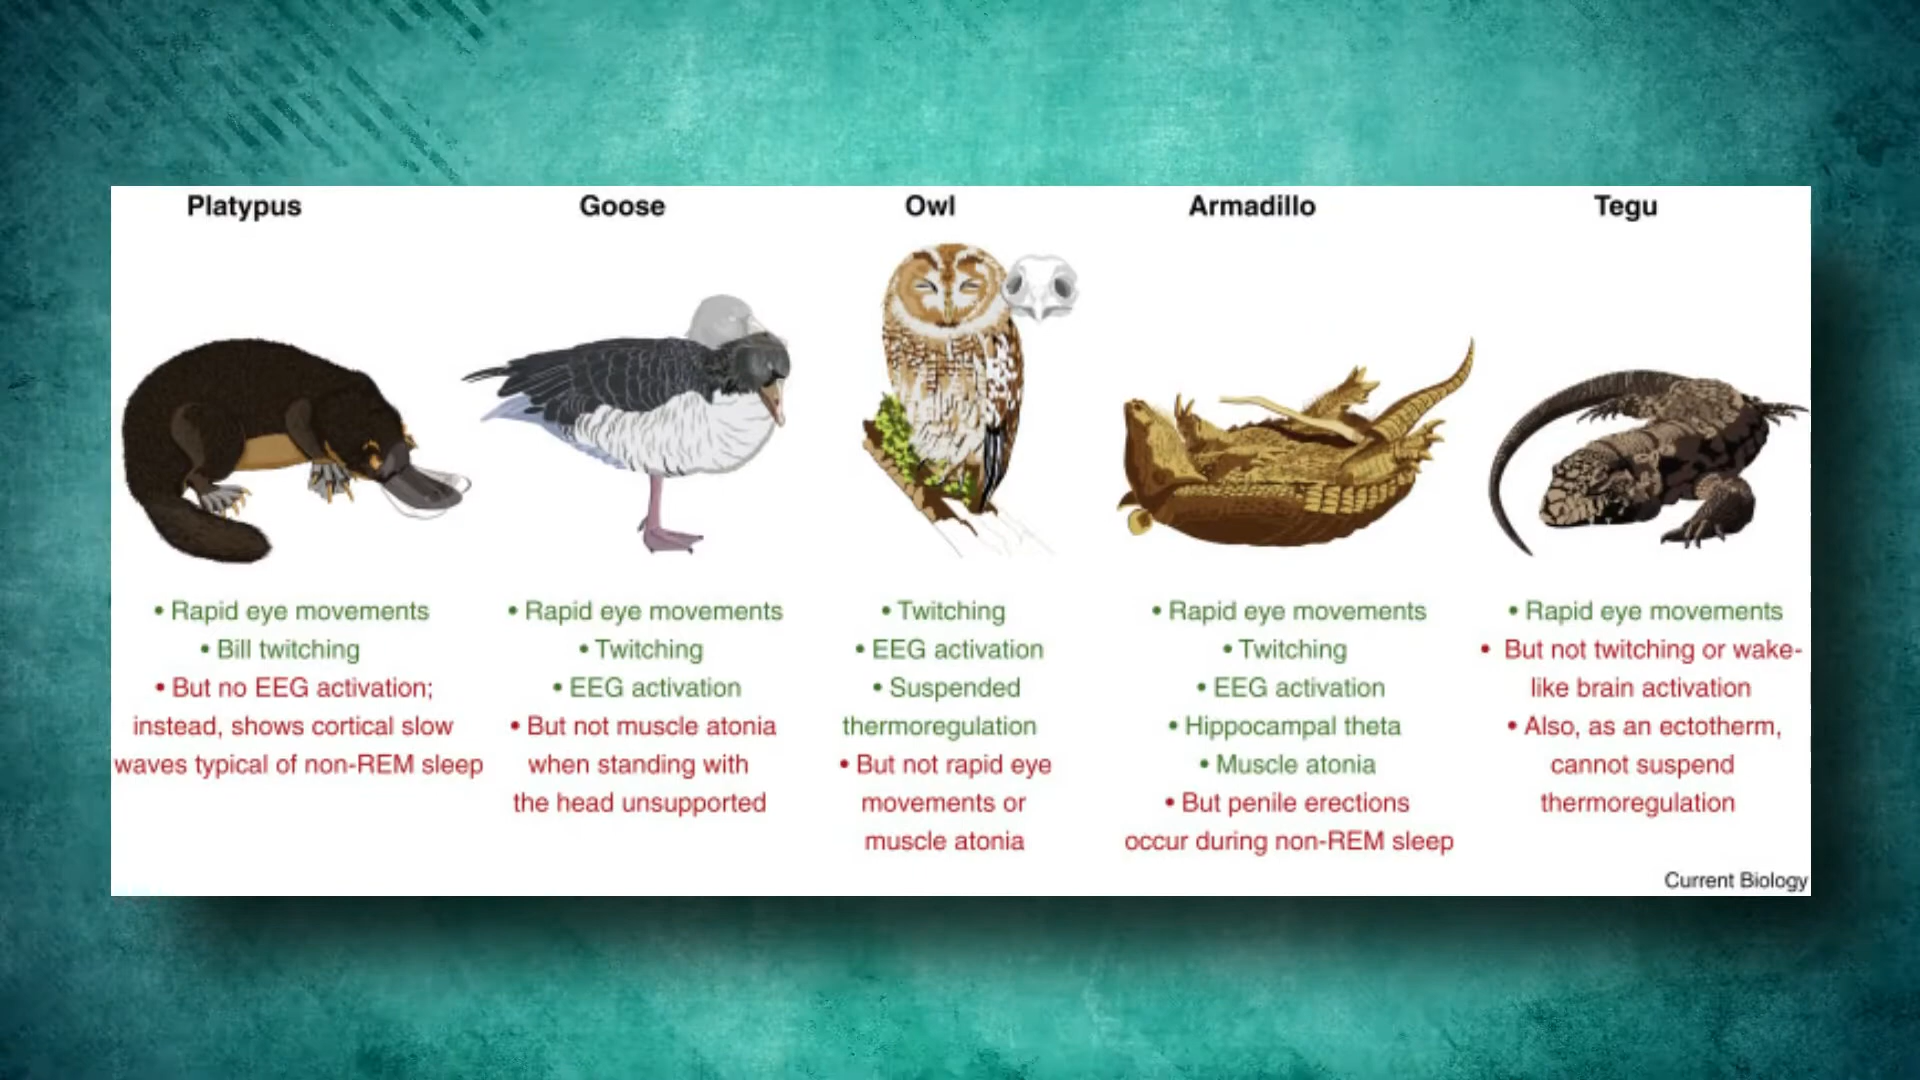 Platypus
• Rapid eye movements
• Bill twitching
• But no EEG activation;
instead, shows cortical slow
waves typical of non-REM sleep
Goose
• Rapid eye movements
• Twitching
• EEG activation
• But not muscle atonia
when standing with
the head unsupported
Owl
• Twitching
• EEG activation
• Suspended
thermoregulation
• But not rapid eye
movements or
muscle atonia
Armadillo
• Rapid eye movements
• Twitching
• EEG activation
• Hippocampal theta
• Muscle atonia
• But penile erections
occur during non-REM sleep
Tegu
• Rapid eye movements
• But not twitching or wake-
like brain activation
• Also, as an ectotherm,
cannot suspend
thermoregulation
Current Biology